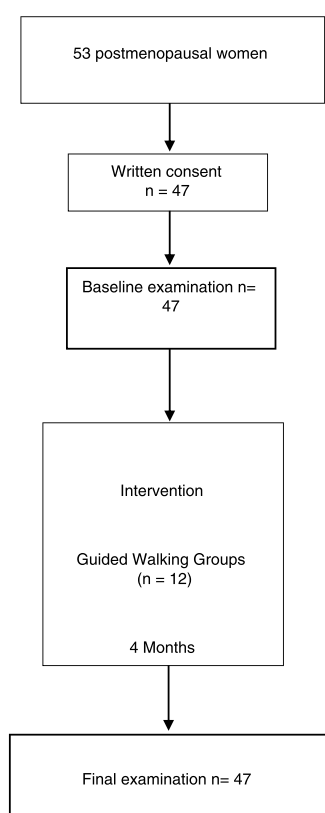 53 postmenopausal women
Written consent
n = 47
Baseline examination n=
47
Intervention
Guided Walking Groups
(n = 12)
4 Months
Final examination n= 47